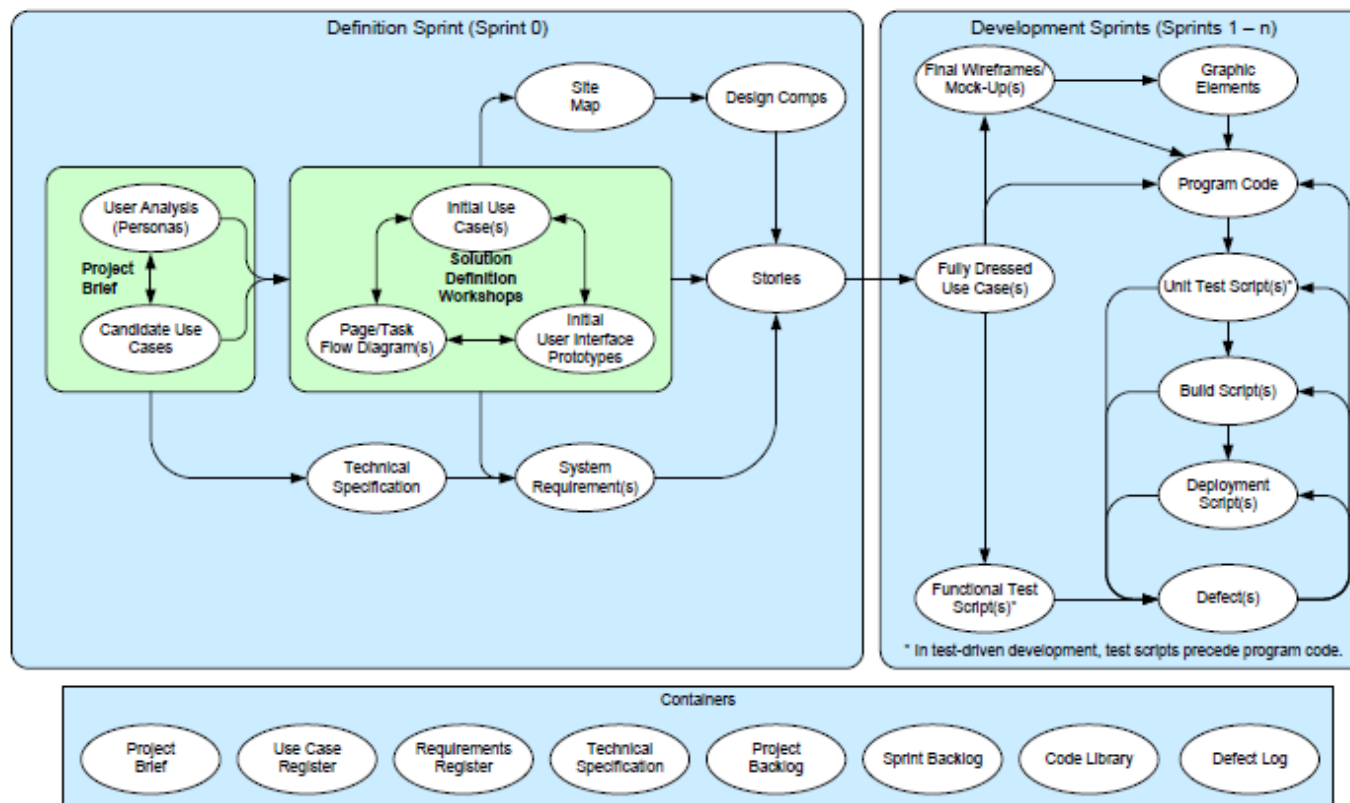 Definition Sprint (Sprint 0)
Site
Map
Design Comps
User Analysis
(Personas)
Project
Brief
Candidate Use
Cases
Initial Use
Case(s)
Solution
Definition
Workshops
Page/Task
Flow Diagram(s)
Initial
User Interface
Prototypes
Stories
Technical
Specification
System
Requirement(s)
Development Sprints (Sprints 1 – n)
Final Wireframes/
Mock-Up(s)
Graphic
Elements
Program Code
Fully Dressed
Use Case(s)
Unit Test Script(s)*
Build Script(s)
Deployment
Script(s)
Functional Test
Script(s)*
Defect(s)
* In test-driven development, test scripts precede program code.
Containers
Project
Brief
Use Case
Register
Requirements
Register
Technical
Specification
Project
Backlog
Sprint Backlog
Code Library
Defect Log